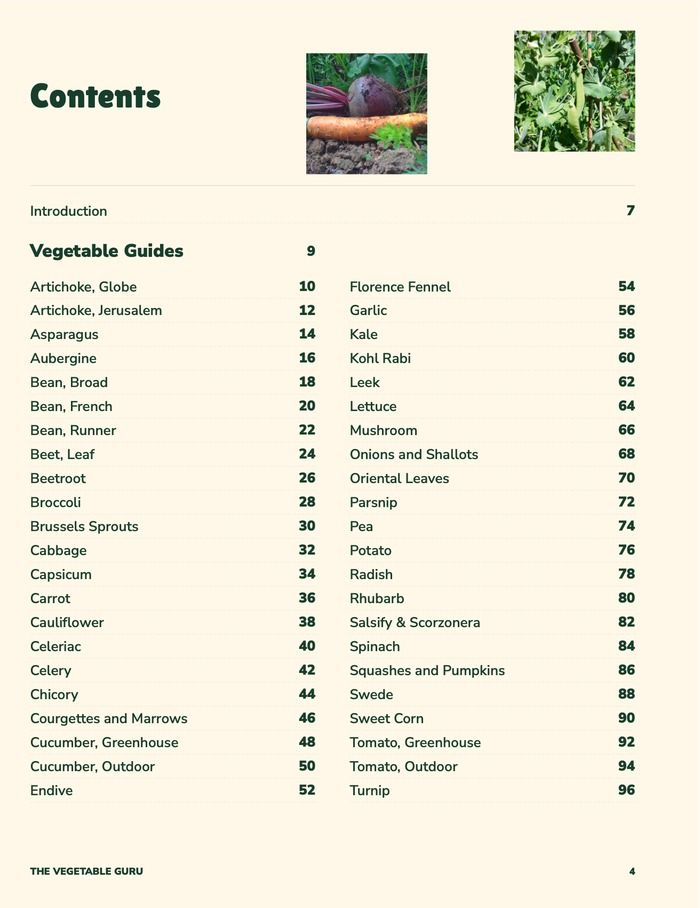 Contents
Introduction 7
Vegetable Guides 9
Artichoke, Globe 10
Artichoke, Jerusalem 12
Asparagus 14
Aubergine 16
Bean, Broad 18
Bean, French 20
Bean, Runner 22
Beet, Leaf 24
Beetroot 26
Broccoli 28
Brussels Sprouts 30
Cabbage 32
Capsicum 34
Carrot 36
Cauliflower 38
Celeriac 40
Celery 42
Chicory 44
Courgettes and Marrows 46
Cucumber, Greenhouse 48
Cucumber, Outdoor 50
Endive 52
Florence Fennel 54
Garlic 56
Kale 58
Kohl Rabi 60
Leek 62
Lettuce 64
Mushroom 66
Onions and Shallots 68
Oriental Leaves 70
Parsnip 72
Pea 74
Potato 76
Radish 78
Rhubarb 80
Salsify & Scorzonera 82
Spinach 84
Squashes and Pumpkins 86
Swede 88
Sweet Corn 90
Tomato, Greenhouse 92
Tomato, Outdoor 94
Turnip 96
THE VEGETABLE GURU 4